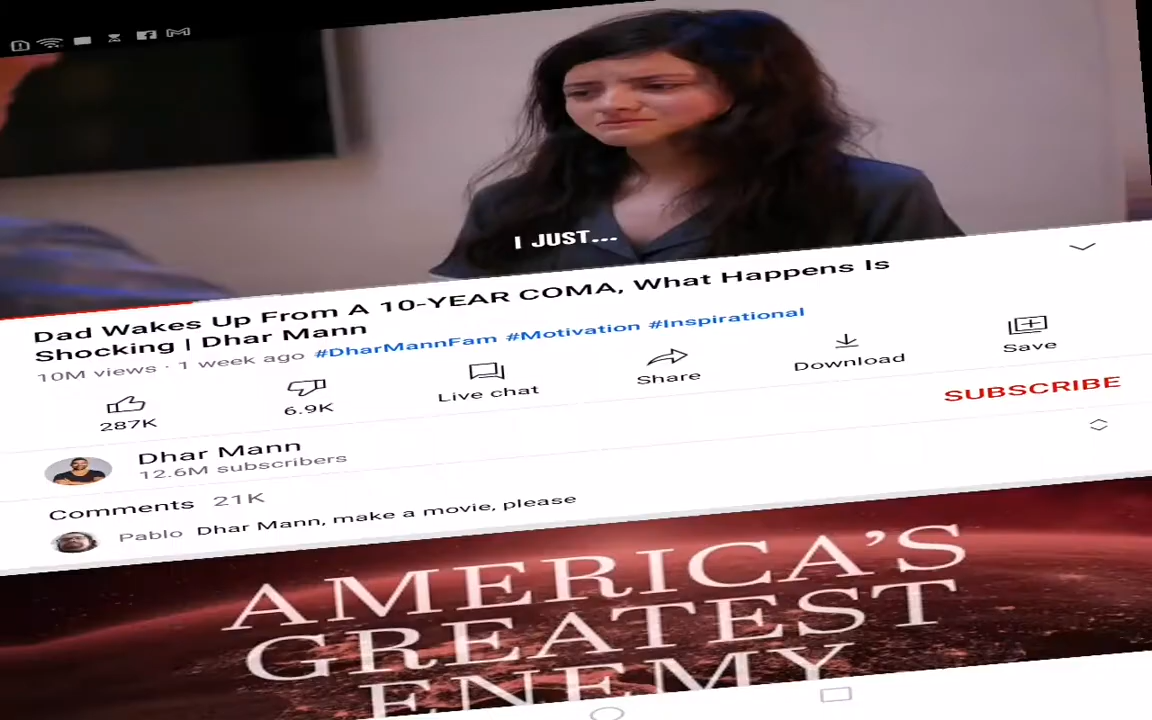 I JUST...
Dad Wakes Up From A 10-YEAR COMA, What Happens Is
Shocking | Dhar Mann
10M views · 1 week ago #DharMannFam #Motivation #Inspirational
287K
6.9K
Live chat
Share
Download
Save
Dhar Mann
12.6M subscribers
SUBSCRIBE
Comments 21K
Pablo Dhar Mann, make a movie, please
AMERICA'S
GREATEST
ENEMY